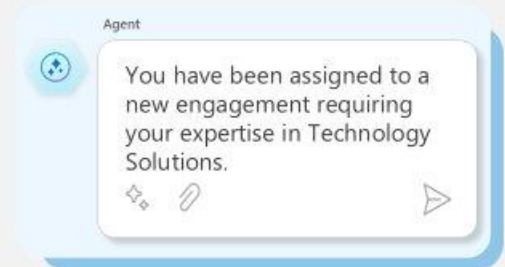 Agent
You have been assigned to a
new engagement requiring
your expertise in Technology
Solutions.